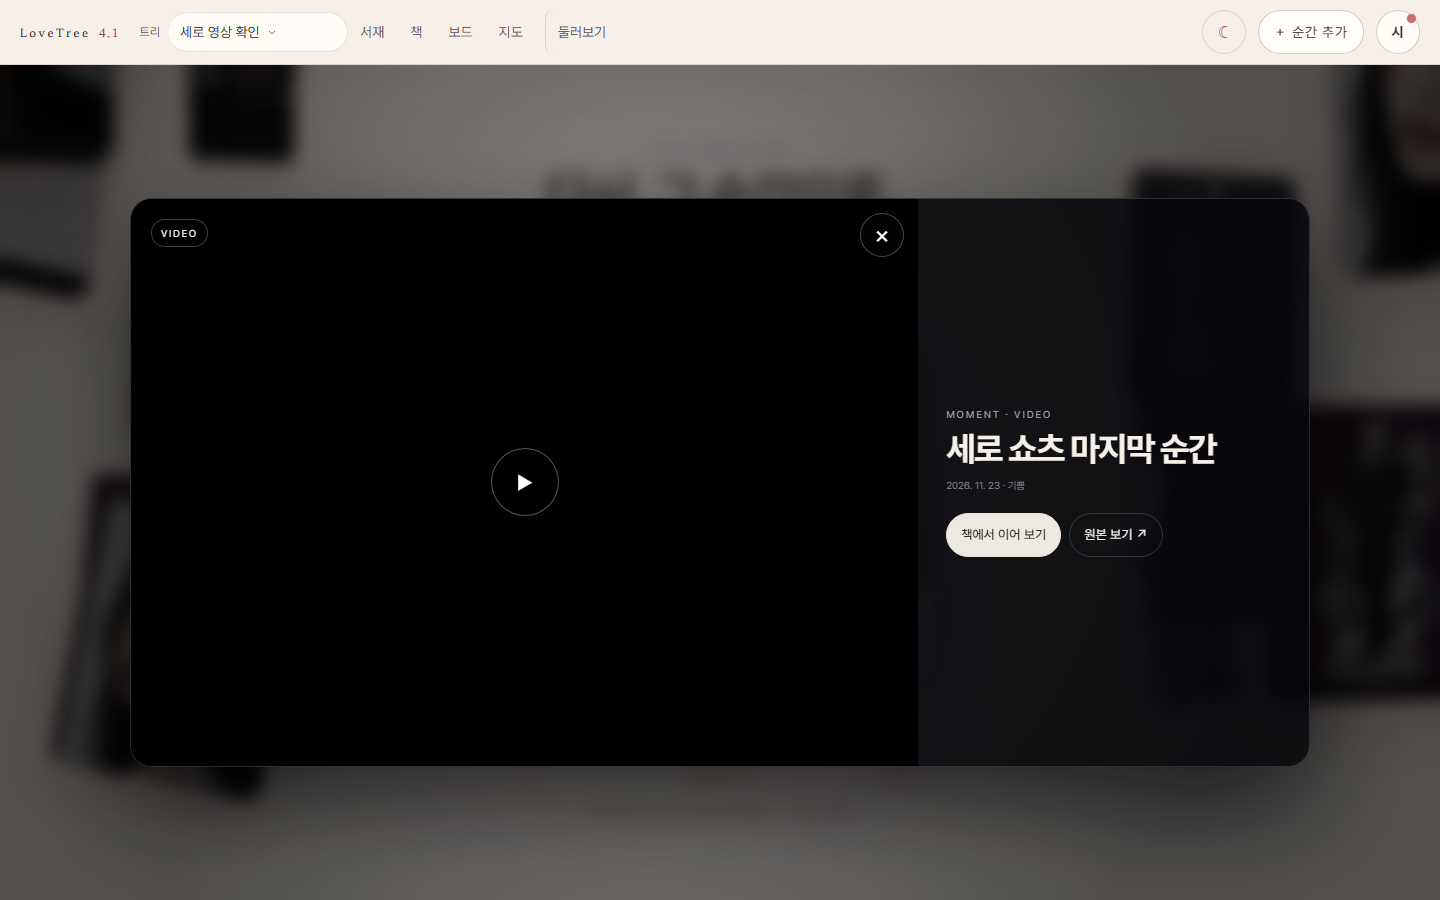 LoveTree 4.1 트리 세로 영상 확인 서재 책 보드 지도 둘러보기 + 순간 추가 시
VIDEO
MOMENT · VIDEO
세로 쇼츠 마지막 순간
2026. 11. 23 · 기쁨
책에서 이어 보기 원본 보기 ↗